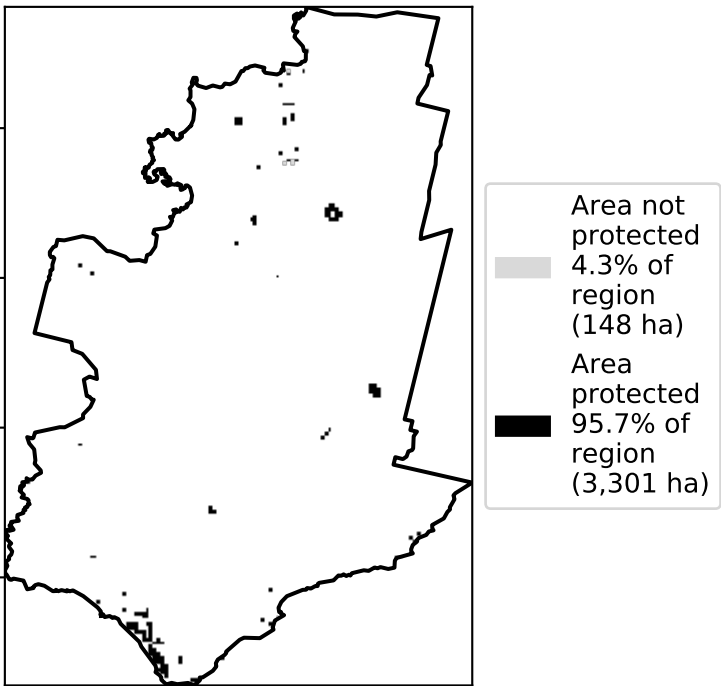 Area not
protected
4.3% of
region
(148 ha)
Area
protected
95.7% of
region
(3,301 ha)